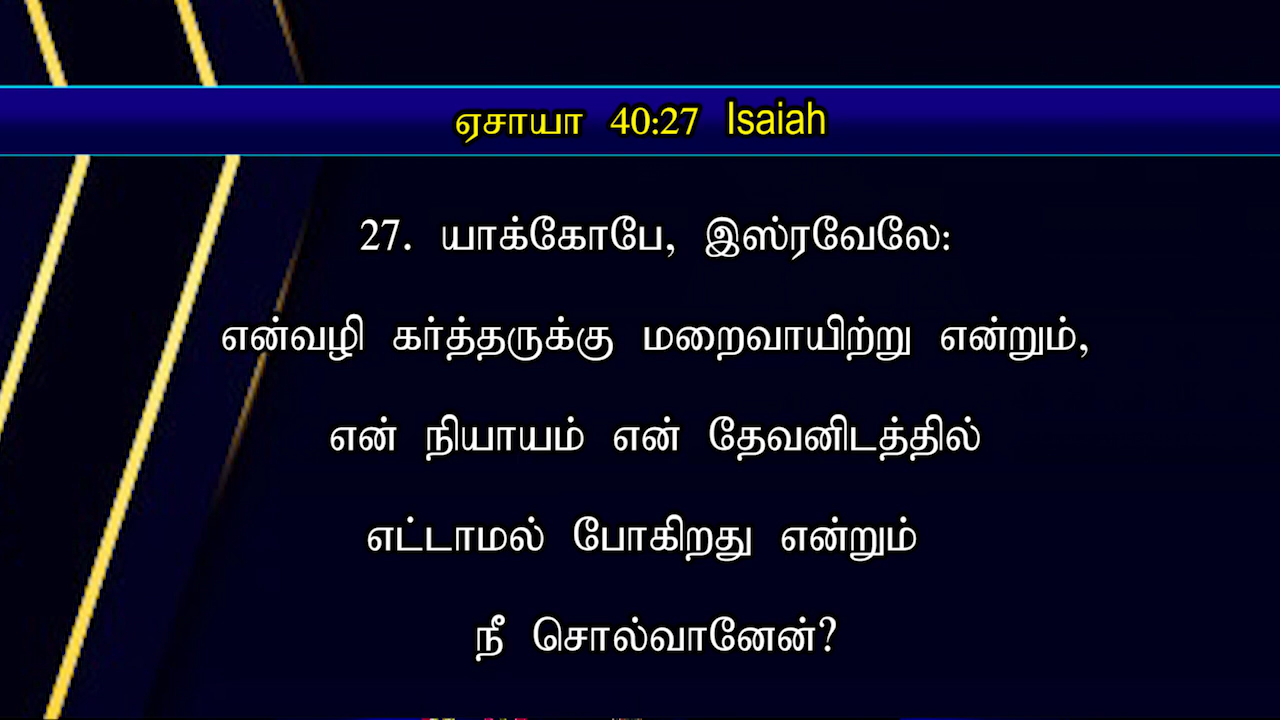 ஏசாயா 40:27 Isaiah
27. யாக்கோபே, இஸ்ரவேலே:
என்வழி கர்த்தருக்கு மறைவாயிற்று என்றும்,
என் நியாயம் என் தேவனிடத்தில்
எட்டாமல் போகிறது என்றும்
நீ சொல்வானேன்?